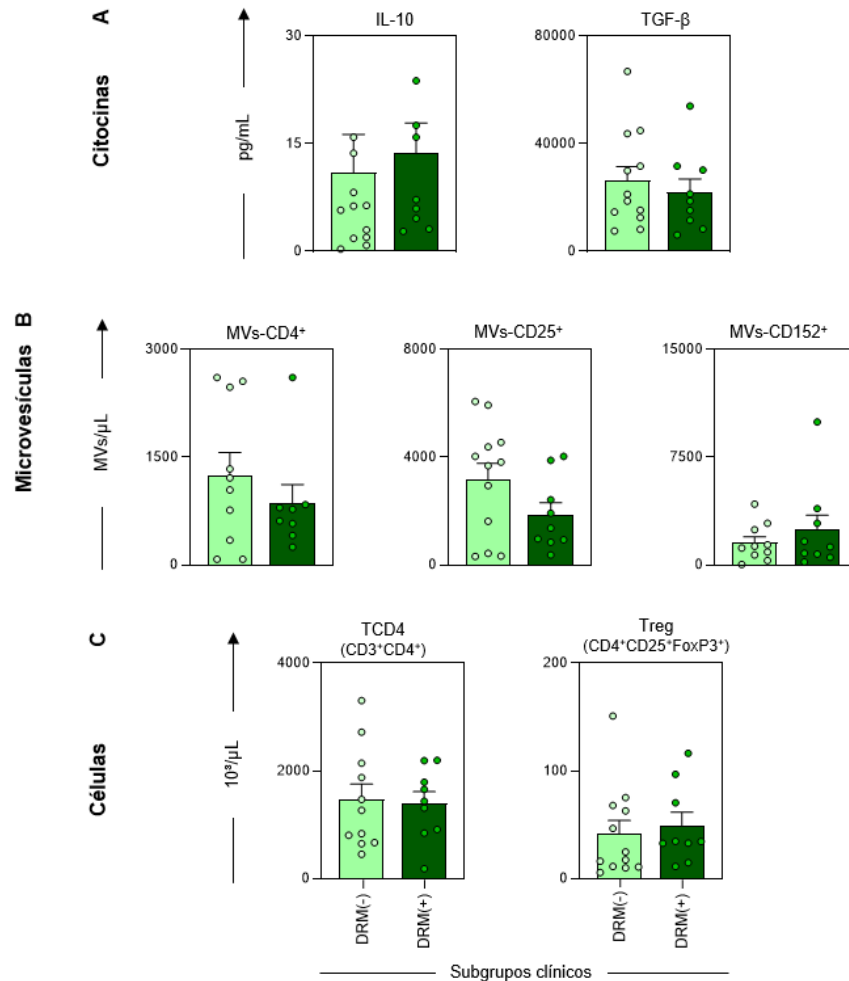 A
Citocinas
pg/mL
IL-10
30
15
0
TGF-β
80000
40000
0
B
Microvesículas
MVs/µL
MVs-CD4⁺
3000
1500
0
MVs-CD25⁺
8000
4000
0
MVs-CD152⁺
15000
7500
0
C
Células
10³/µL
TCD4
(CD3⁺CD4⁺)
4000
2000
0
DRM(-)
DRM(+)
Treg
(CD4⁺CD25⁺FoxP3⁺)
200
100
0
DRM(-)
DRM(+)
Subgrupos clínicos